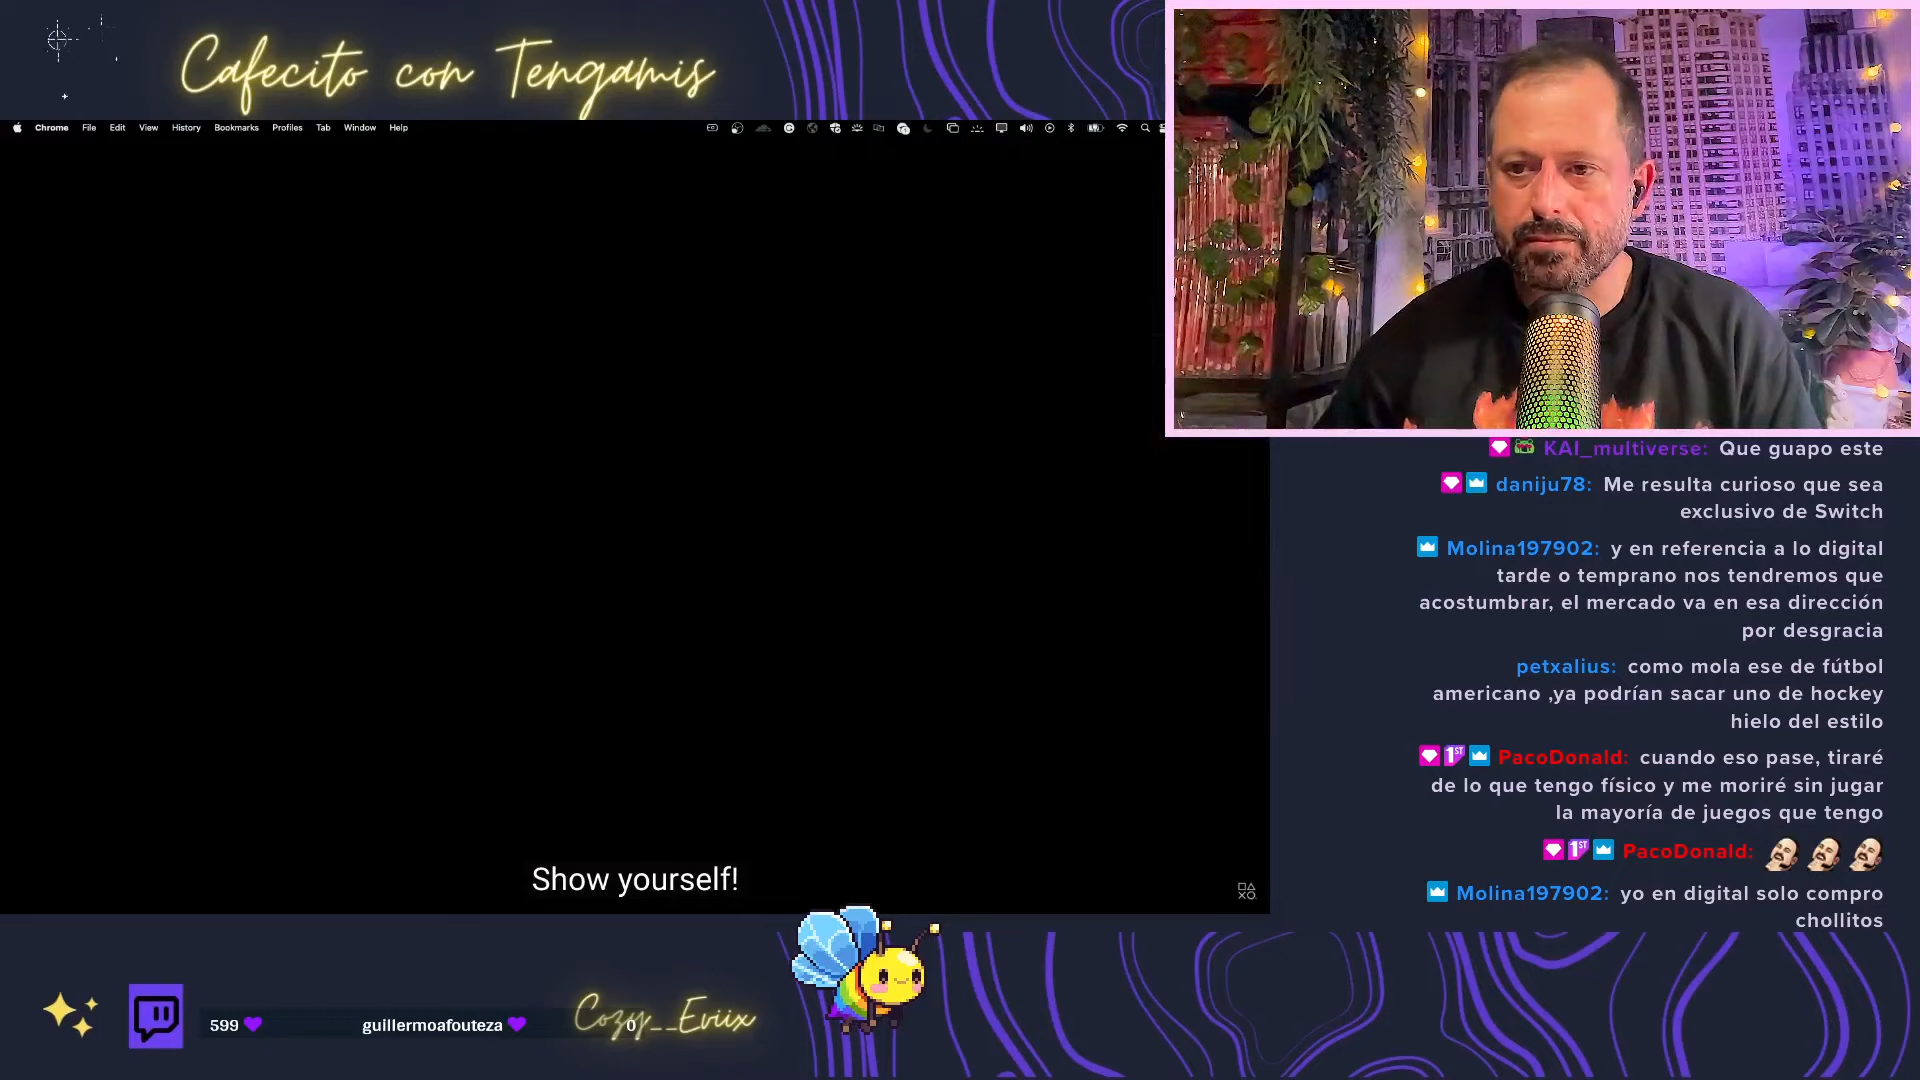 Cafecito con Tengamis
Chrome File Edit View History Bookmarks Profiles Tab Window Help
KAI_multiverse: Que guapo este
daniju78: Me resulta curioso que sea
exclusivo de Switch
Molina197902: y en referencia a lo digital
tarde o temprano nos tendremos que
acostumbrar, el mercado va en esa dirección
por desgracia
petxalius: como mola ese de fútbol
americano ,ya podrían sacar uno de hockey
hielo del estilo
1ST PacoDonald: cuando eso pase, tiraré
de lo que tengo físico y me moriré sin jugar
la mayoría de juegos que tengo
1ST PacoDonald:
Molina197902: yo en digital solo compro
chollitos
Show yourself!
599 guillermoafouteza 0
Cozy__Eviix